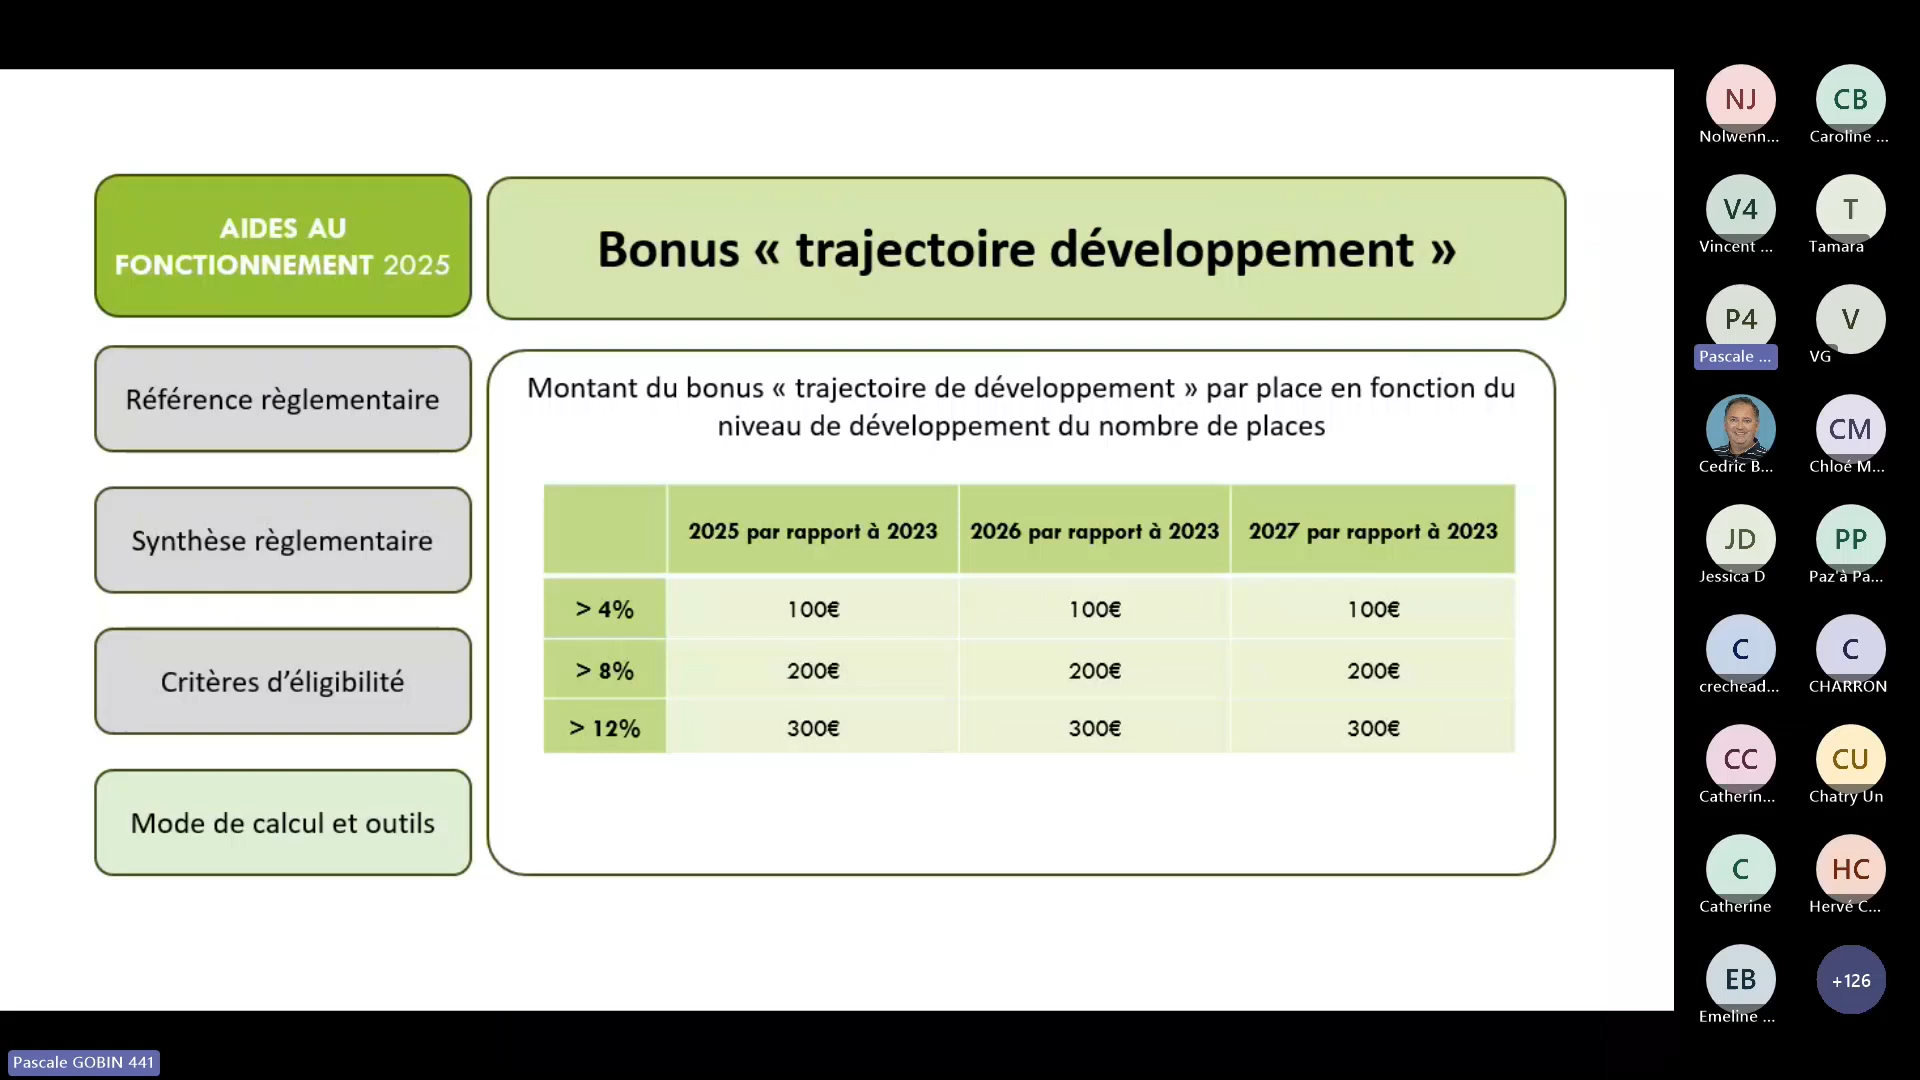 AIDES AU
FONCTIONNEMENT 2025
Bonus « trajectoire développement »
Référence règlementaire
Synthèse règlementaire
Critères d’éligibilité
Mode de calcul et outils
Montant du bonus « trajectoire de développement » par place en fonction du
niveau de développement du nombre de places
2025 par rapport à 2023 2026 par rapport à 2023 2027 par rapport à 2023
> 4% 100€ 100€ 100€
> 8% 200€ 200€ 200€
> 12% 300€ 300€ 300€
NJ CB
Nolwenn... Caroline ...
V4 T
Vincent ... Tamara
P4 V
Pascale ... VG
CM
Cedric B... Chloé M...
JD PP
Jessica D Paz'à Pa...
C C
crechead... CHARRON
CC CU
Catherin... Chatry Un
C HC
Catherine Hervé C...
EB +126
Emeline ...
Pascale GOBIN 441